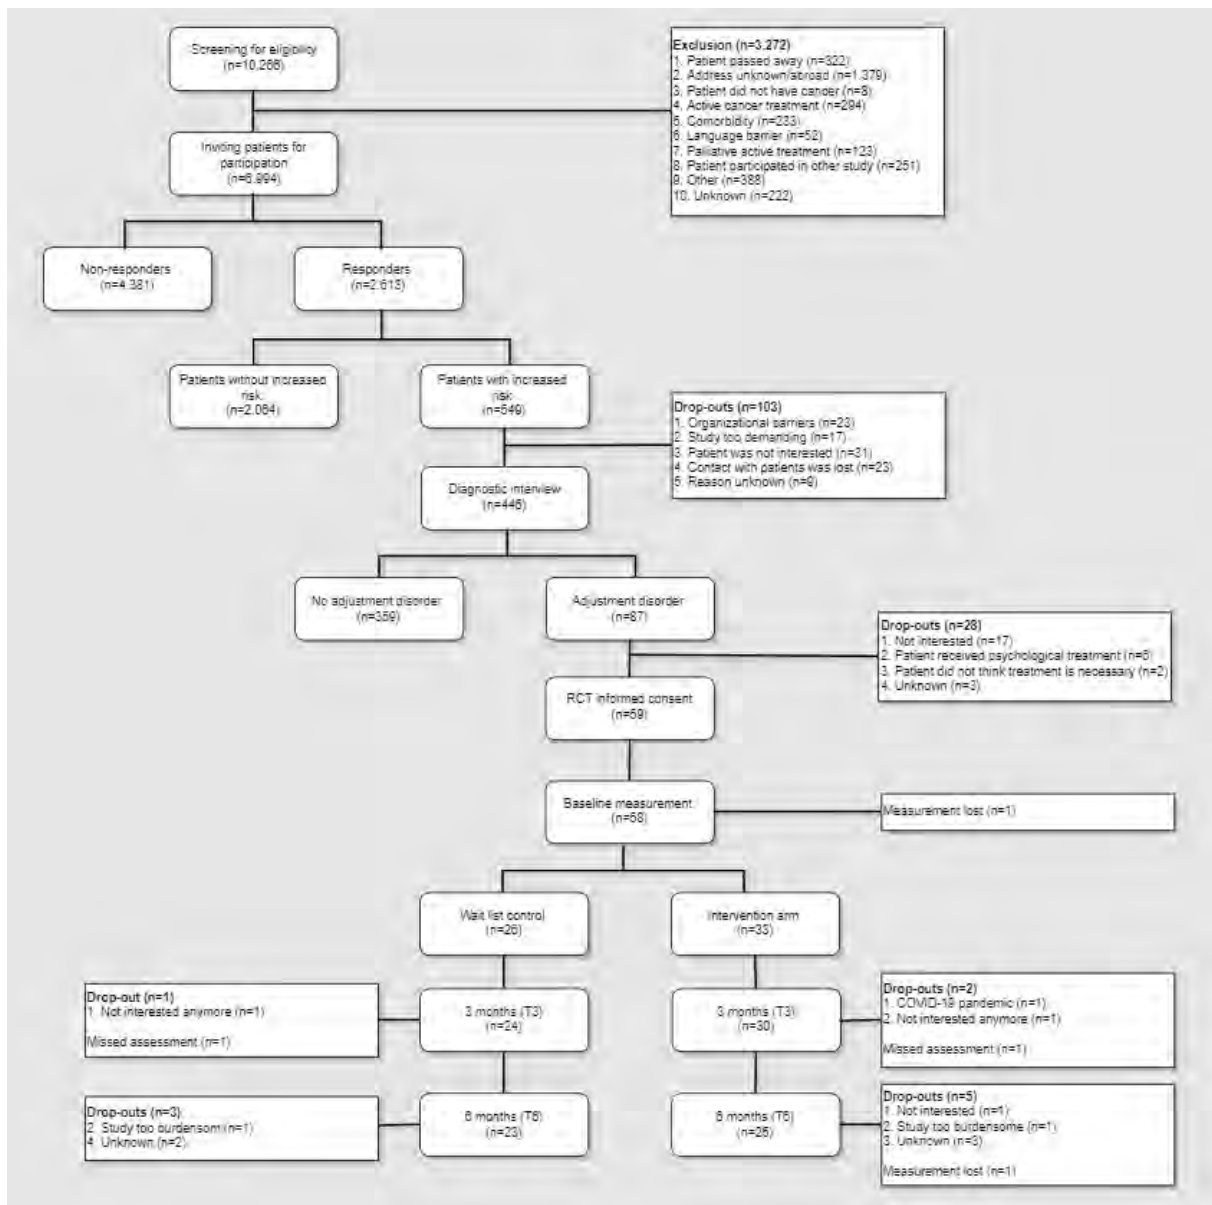 Screening for eligibility
(n=10.266)
Exclusion (n=3.272)
1. Patient passed away (n=322)
2. Address unknown/abroad (n=1.379)
3. Patient did not have cancer (n=8)
4. Active cancer treatment (n=294)
5. Comorbidity (n=233)
6. Language barrier (n=52)
7. Palliative active treatment (n=123)
8. Patient participated in other study (n=251)
9. Other (n=388)
10. Unknown (n=222)
Inviting patients for
participation
(n=6.994)
Non-responders
(n=4.381)
Responders
(n=2.613)
Patients without increased
risk
(n=2.064)
Patients with increased
risk
(n=549)
Drop-outs (n=103)
1. Organizational barriers (n=23)
2. Study too demanding (n=17)
3. Patient was not interested (n=31)
4. Contact with patients was lost (n=23)
5. Reason unknown (n=9)
Diagnostic interview
(n=446)
No adjustment disorder
(n=359)
Adjustment disorder
(n=87)
Drop-outs (n=28)
1. Not interested (n=17)
2. Patient received psychological treatment (n=6)
3. Patient did not think treatment is necessary (n=2)
4. Unknown (n=3)
RCT informed consent
(n=59)
Baseline measurement
(n=58)
Measurement lost (n=1)
Wait list control
(n=26)
Intervention arm
(n=33)
Drop-out (n=1)
1. Not interested anymore (n=1)
Missed assessment (n=1)
3 months (T3)
(n=24)
3 months (T3)
(n=30)
Drop-outs (n=2)
1. COVID-19 pandemic (n=1)
2. Not interested anymore (n=1)
Missed assessment (n=1)
Drop-outs (n=3)
2. Study too burdensom (n=1)
4. Unknown (n=2)
6 months (T6)
(n=23)
6 months (T6)
(n=26)
Drop-outs (n=5)
1. Not interested (n=1)
2. Study too burdensome (n=1)
3. Unknown (n=3)
Measurement lost (n=1)